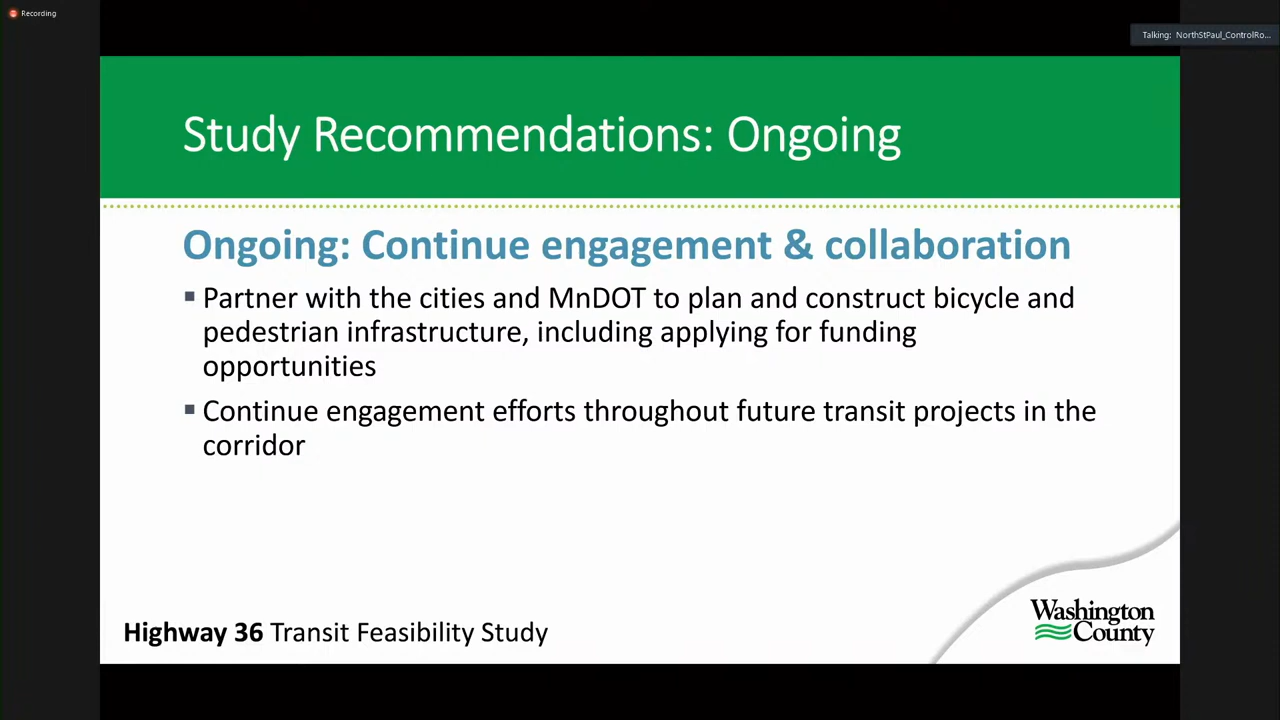 Recording
Talking: NorthStPaul_ControlRo...
Study Recommendations: Ongoing
Ongoing: Continue engagement & collaboration
▪ Partner with the cities and MnDOT to plan and construct bicycle and
pedestrian infrastructure, including applying for funding
opportunities
▪ Continue engagement efforts throughout future transit projects in the
corridor
Highway 36 Transit Feasibility Study
Washington
County